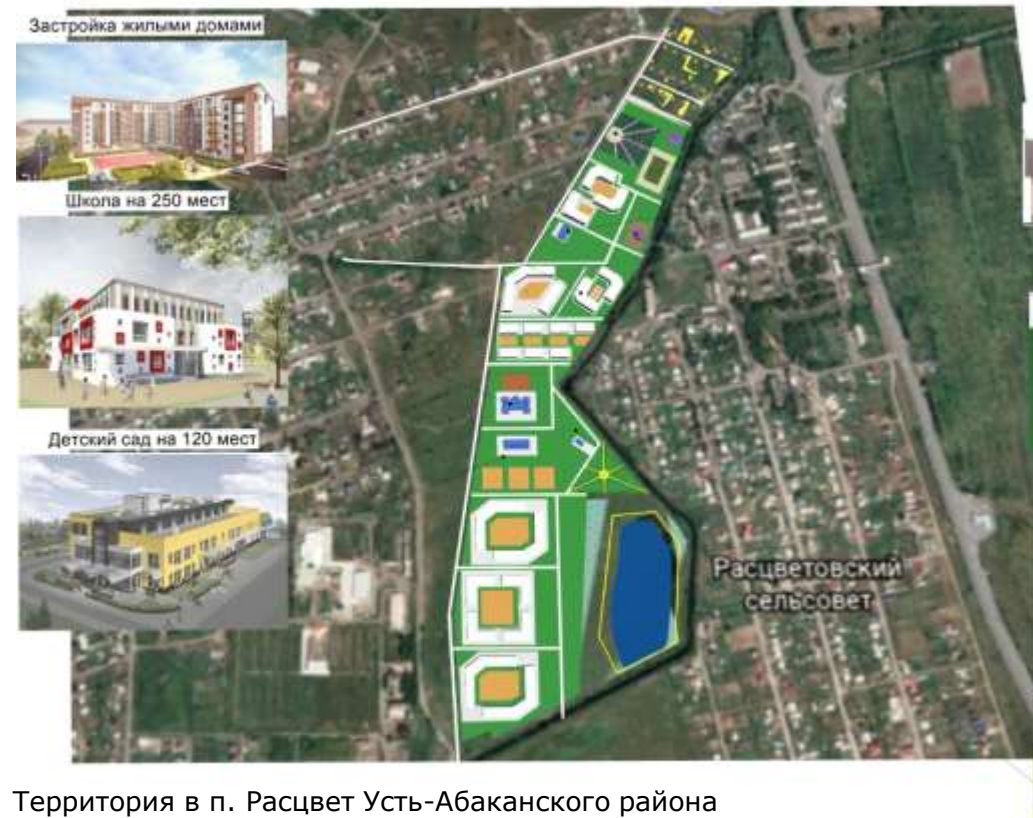 Застройка жилыми домами
Школа на 250 мест
Детский сад на 120 мест
Расцветовский
сельсовет
Территория в п. Расцвет Усть-Абаканского района